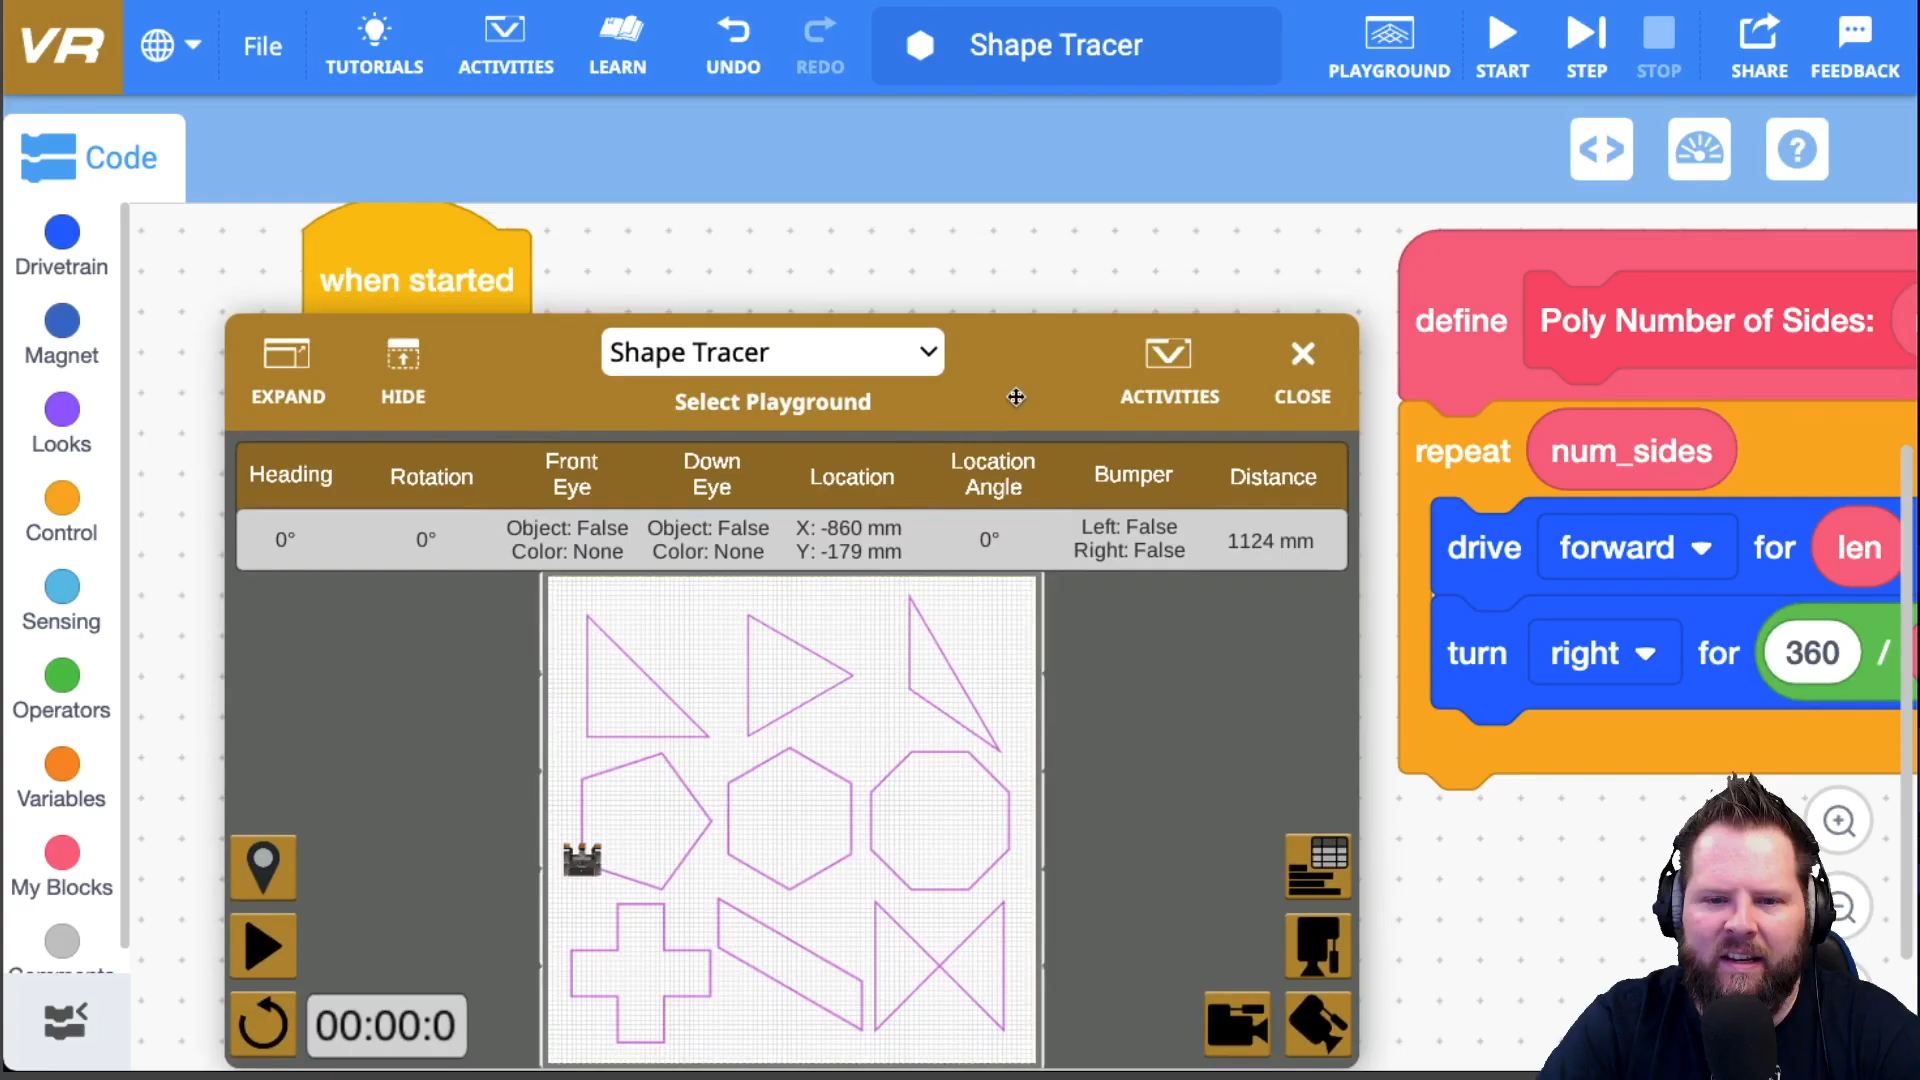 VR
File
TUTORIALS
ACTIVITIES
LEARN
UNDO
REDO
Shape Tracer
PLAYGROUND
START
STEP
STOP
SHARE
FEEDBACK
Code
Drivetrain
Magnet
Looks
Control
Sensing
Operators
Variables
My Blocks
when started
EXPAND
HIDE
Shape Tracer
Select Playground
ACTIVITIES
CLOSE
Heading
Rotation
Front Eye
Down Eye
Location
Location Angle
Bumper
Distance
0°
0°
Object: False
Color: None
Object: False
Color: None
X: -860 mm
Y: -179 mm
0°
Left: False
Right: False
1124 mm
00:00:0
define Poly Number of Sides:
repeat num_sides
drive forward for len
turn right for 360 /